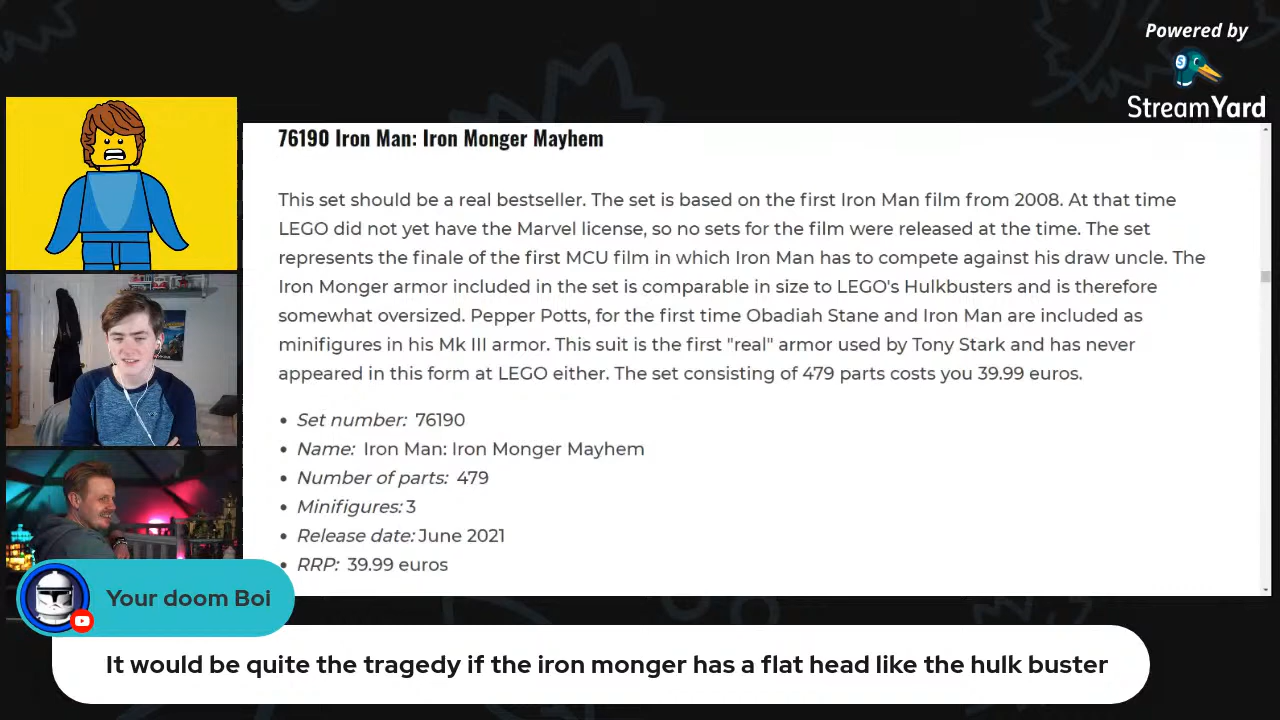 Powered by
StreamYard
76190 Iron Man: Iron Monger Mayhem
This set should be a real bestseller. The set is based on the first Iron Man film from 2008. At that time
LEGO did not yet have the Marvel license, so no sets for the film were released at the time. The set
represents the finale of the first MCU film in which Iron Man has to compete against his draw uncle. The
Iron Monger armor included in the set is comparable in size to LEGO's Hulkbusters and is therefore
somewhat oversized. Pepper Potts, for the first time Obadiah Stane and Iron Man are included as
minifigures in his Mk III armor. This suit is the first "real" armor used by Tony Stark and has never
appeared in this form at LEGO either. The set consisting of 479 parts costs you 39.99 euros.
• Set number: 76190
• Name: Iron Man: Iron Monger Mayhem
• Number of parts: 479
• Minifigures: 3
• Release date: June 2021
• RRP: 39.99 euros
Your doom Boi
It would be quite the tragedy if the iron monger has a flat head like the hulk buster